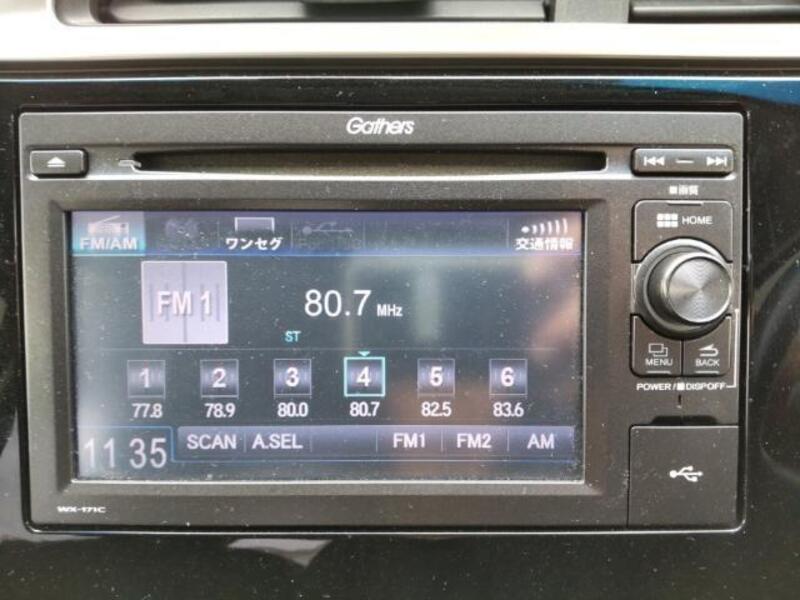 Gathers
画質
HOME
FM/AM
ワンセグ
交通情報
FM 1
80.7 MHz
ST
1 2 3 4 5 6
77.8 78.9 80.0 80.7 82.5 83.6
MENU BACK
POWER/ DISP OFF
11 35 SCAN A.SEL FM1 FM2 AM
WX-171C